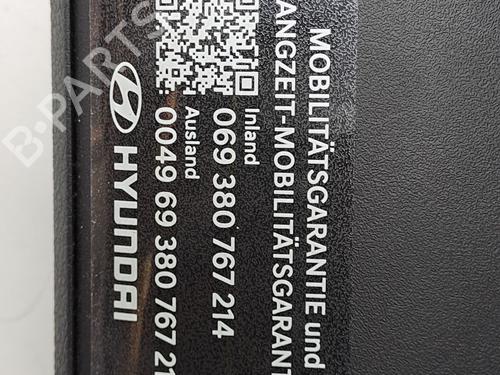 MOBILITÄTSGARANTIE und
ANGZEIT-MOBILITÄTSGARANT
Inland
069 380 767 214
Ausland
0049 69 380 767 21
HYUNDAI
B-PARTS